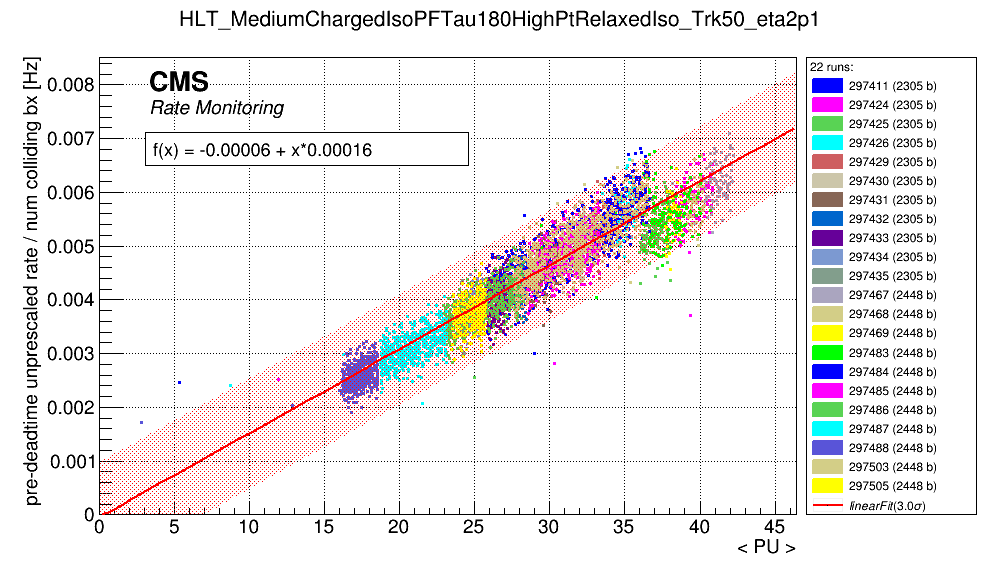 HLT_MediumChargedIsoPFTau180HighPtRelaxedIso_Trk50_eta2p1
pre-deadtime unprescaled rate / num colliding bx [Hz]
0.008
0.007
0.006
0.005
0.004
0.003
0.002
0.001
0
CMS
Rate Monitoring
f(x) = -0.00006 + x*0.00016
0
5
10
15
20
25
30
35
40
45
< PU >
22 runs:
297411 (2305 b)
297424 (2305 b)
297425 (2305 b)
297426 (2305 b)
297429 (2305 b)
297430 (2305 b)
297431 (2305 b)
297432 (2305 b)
297433 (2305 b)
297434 (2305 b)
297435 (2305 b)
297467 (2448 b)
297468 (2448 b)
297469 (2448 b)
297483 (2448 b)
297484 (2448 b)
297485 (2448 b)
297486 (2448 b)
297487 (2448 b)
297488 (2448 b)
297503 (2448 b)
297505 (2448 b)
linearFit(3.0σ)